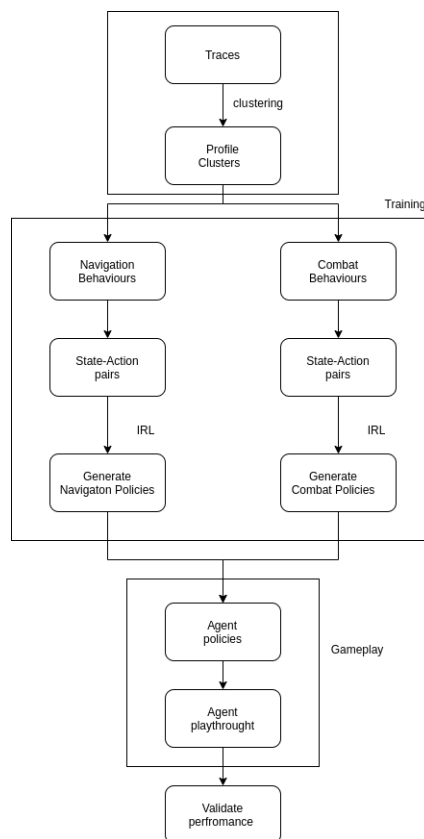 Traces
clustering
Profile
Clusters
Training
Navigation
Behaviours
Combat
Behaviours
State-Action
pairs
State-Action
pairs
IRL
IRL
Generate
Navigaton Policies
Generate
Combat Policies
Agent
policies
Gameplay
Agent
playthrought
Validate
perfromance